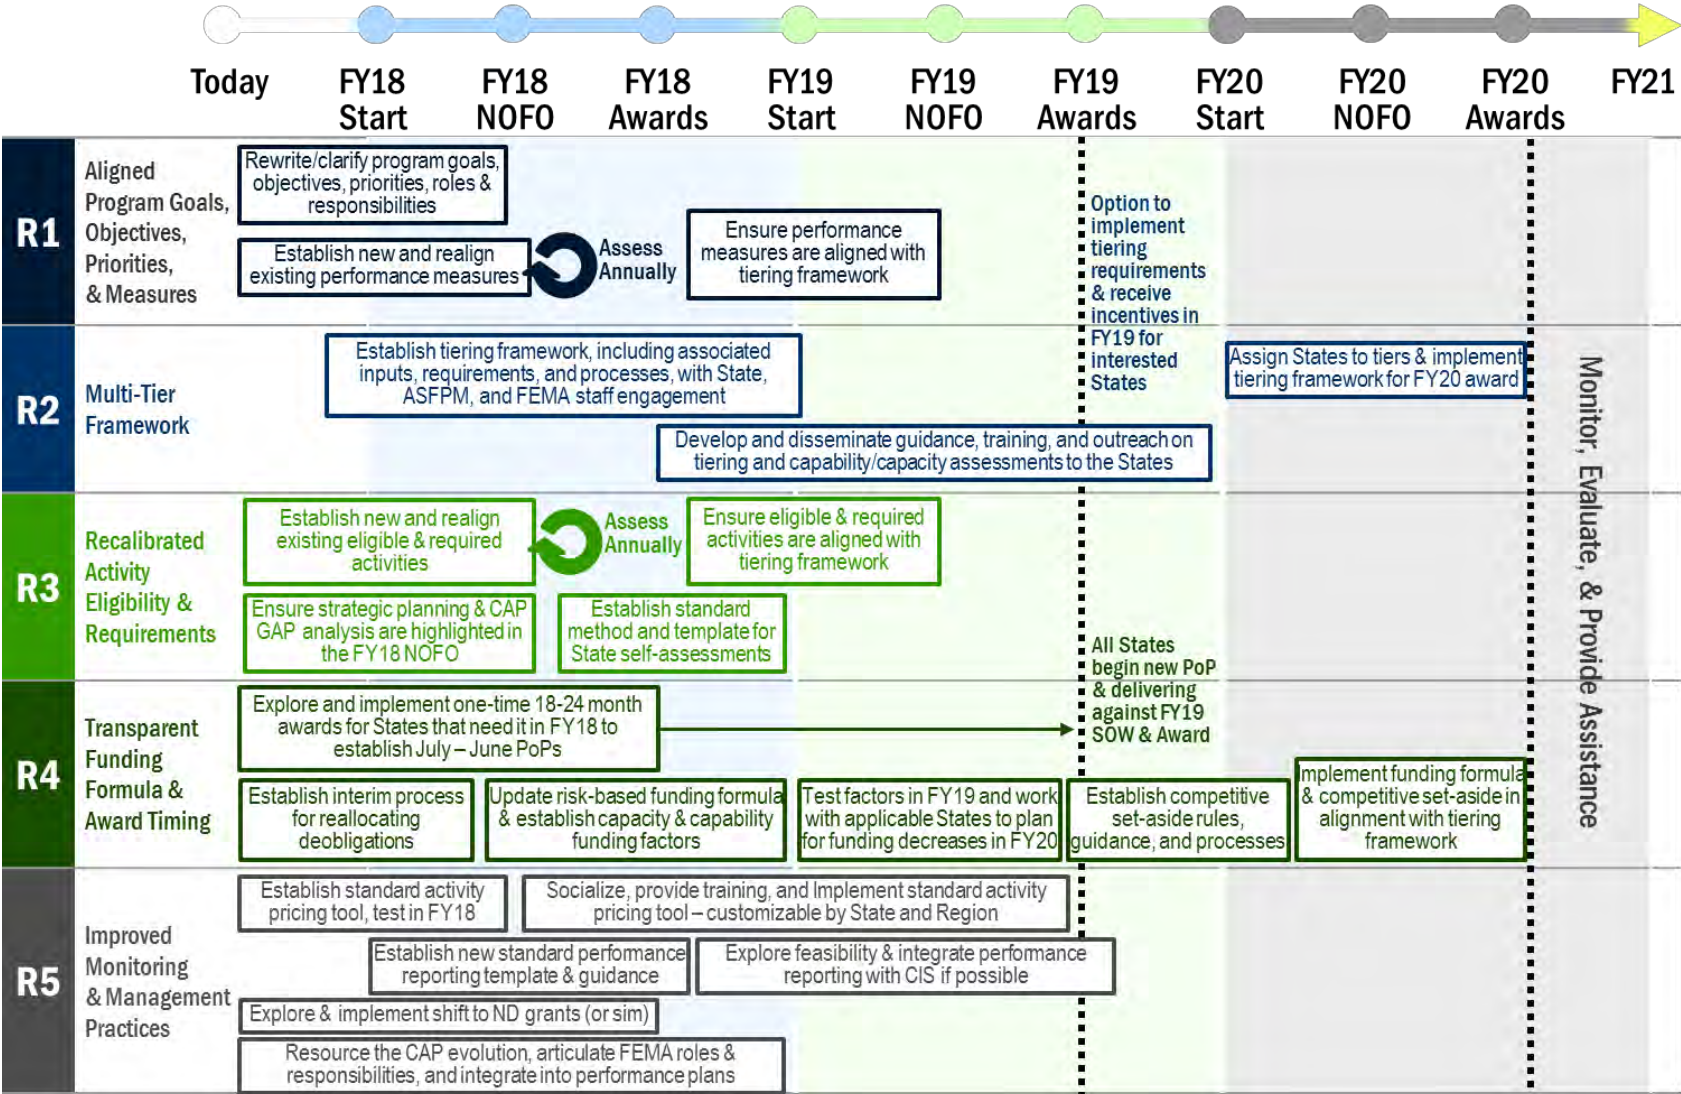 Today
FY18
Start
FY18
NOFO
FY18
Awards
FY19
Start
FY19
NOFO
FY19
Awards
FY20
Start
FY20
NOFO
FY20
Awards
FY21
R1
Aligned
Program Goals,
Objectives,
Priorities,
& Measures
Rewrite/clarify program goals,
objectives, priorities, roles &
responsibilities
Establish new and realign
existing performance measures
Assess
Annually
Ensure performance
measures are aligned with
tiering framework
Option to
implement
tiering
requirements
& receive
incentives in
FY19 for
interested
States
R2
Multi-Tier
Framework
Establish tiering framework, including associated
inputs, requirements, and processes, with State,
ASFPM, and FEMA staff engagement
Develop and disseminate guidance, training, and outreach on
tiering and capability/capacity assessments to the States
Assign States to tiers & implement
tiering framework for FY20 award
R3
Recalibrated
Activity
Eligibility &
Requirements
Establish new and realign
existing eligible & required
activities
Assess
Annually
Ensure eligible & required
activities are aligned with
tiering framework
Ensure strategic planning & CAP
GAP analysis are highlighted in
the FY18 NOFO
Establish standard
method and template for
State self-assessments
All States
begin new PoP
& delivering
against FY19
SOW & Award
R4
Transparent
Funding
Formula &
Award Timing
Explore and implement one-time 18-24 month
awards for States that need it in FY18 to
establish July – June PoPs
Establish interim process
for reallocating
deobligations
Update risk-based funding formula
& establish capacity & capability
funding factors
Test factors in FY19 and work
with applicable States to plan
for funding decreases in FY20
Establish competitive
set-aside rules,
guidance, and processes
Implement funding formula
& competitive set-aside in
alignment with tiering
framework
R5
Improved
Monitoring
& Management
Practices
Establish standard activity
pricing tool, test in FY18
Socialize, provide training, and Implement standard activity
pricing tool – customizable by State and Region
Establish new standard performance
reporting template & guidance
Explore feasibility & integrate performance
reporting with CIS if possible
Explore & implement shift to ND grants (or sim)
Resource the CAP evolution, articulate FEMA roles &
responsibilities, and integrate into performance plans
Monitor, Evaluate, & Provide Assistance